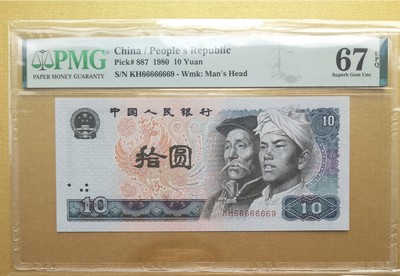 PMG
PAPER MONEY GUARANTY
China / People's Republic
Pick# 887 1980 10 Yuan
S/N KH66666669 - Wmk: Man's Head
67 EPQ
Superb Gem Unc
中国人民银行
10
拾圆
KH66666669
10
10